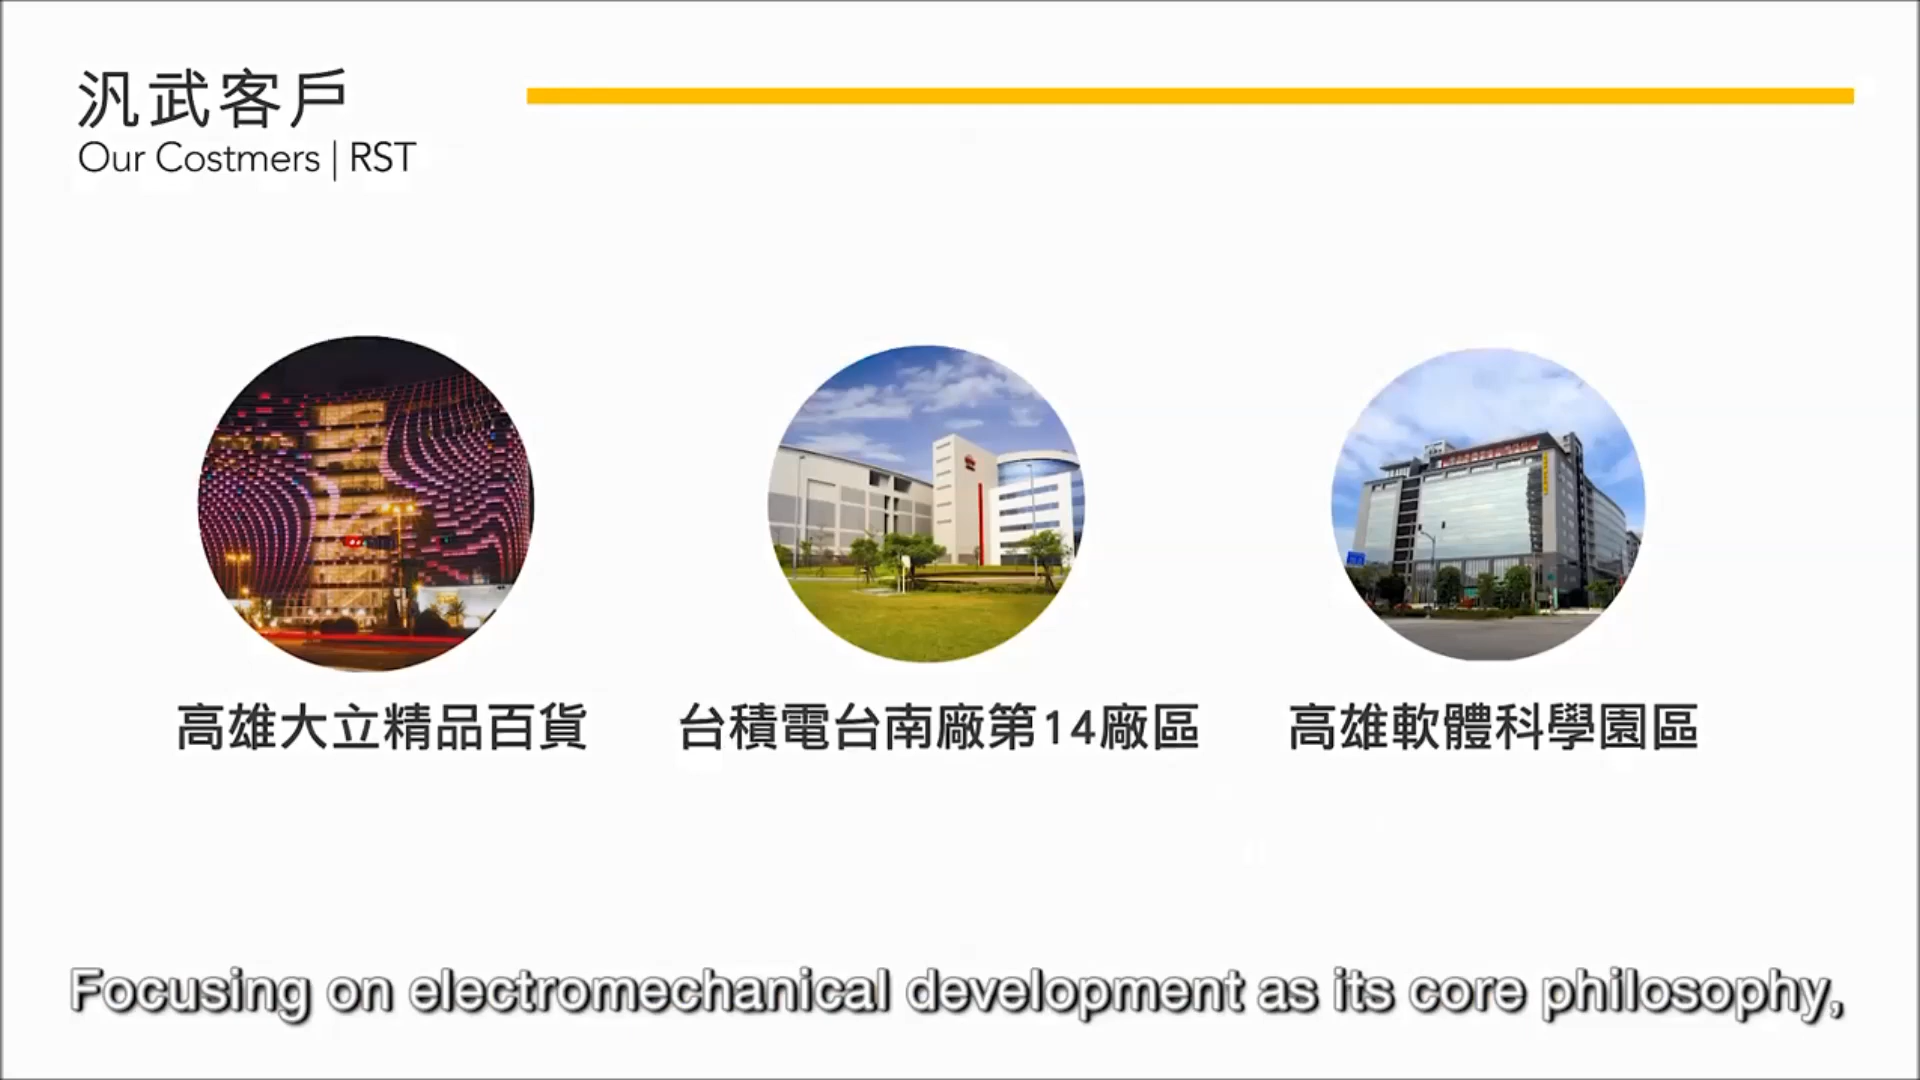 汎武客戶
Our Costmers | RST
高雄大立精品百貨
台積電台南廠第14廠區
高雄軟體科學園區
Focusing on electromechanical development as its core philosophy,